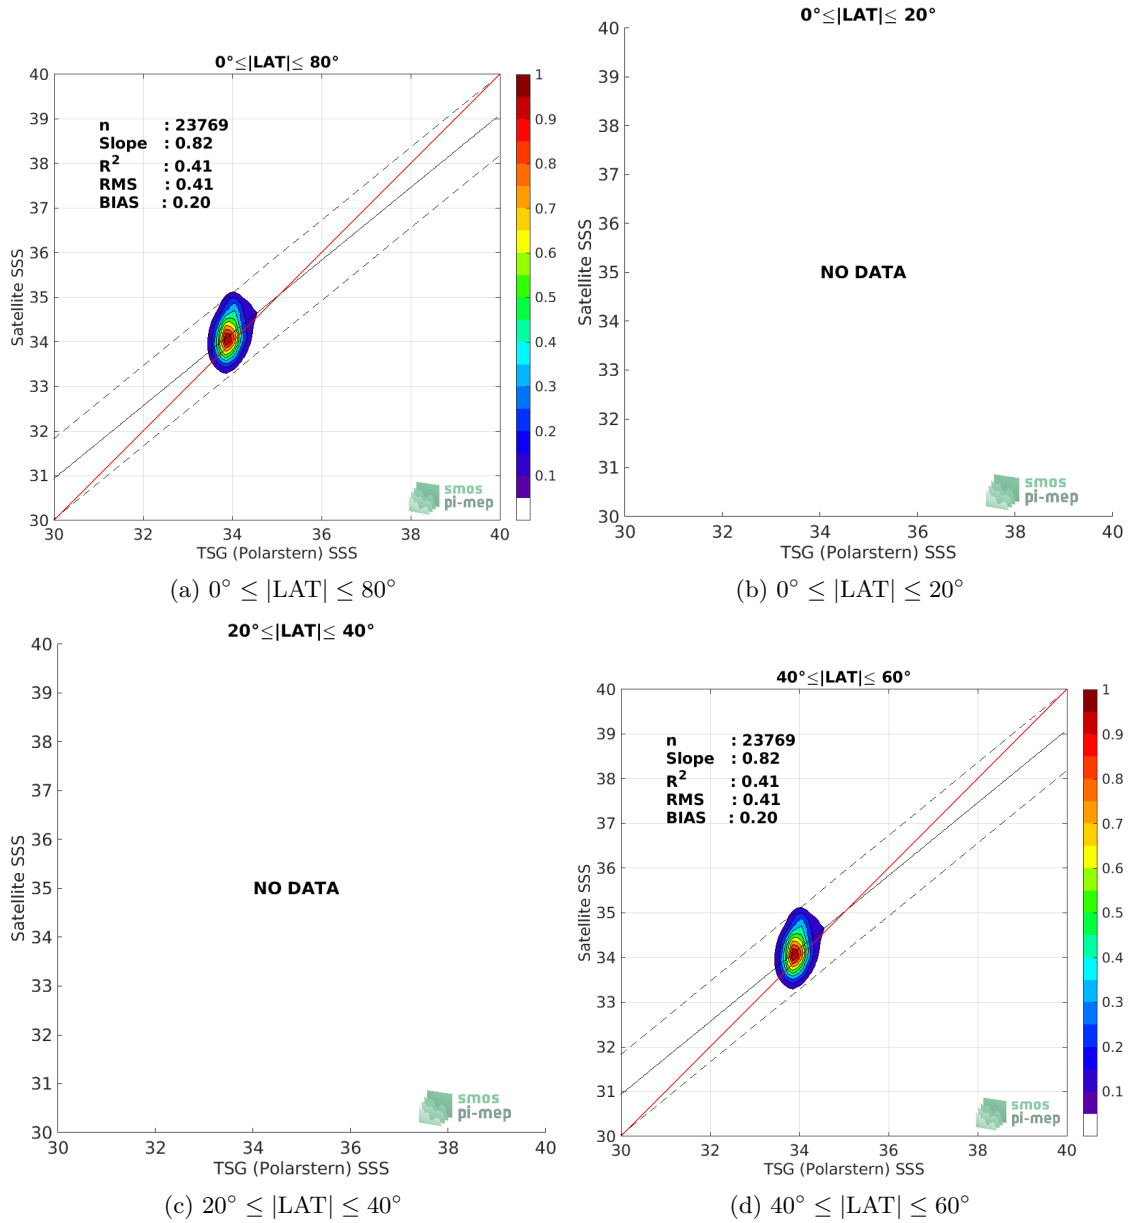 0°≤|LAT|≤ 80°
40
39
38
37
36
35
34
33
32
31
30
Satellite SSS
n : 23769
Slope : 0.82
R² : 0.41
RMS : 0.41
BIAS : 0.20
smos
pi-mep
30 32 34 36 38 40
TSG (Polarstern) SSS
1
0.9
0.8
0.7
0.6
0.5
0.4
0.3
0.2
0.1
(a) 0° ≤ |LAT| ≤ 80°
0°≤|LAT|≤ 20°
40
39
38
37
36
35
34
33
32
31
30
Satellite SSS
NO DATA
smos
pi-mep
30 32 34 36 38 40
TSG (Polarstern) SSS
(b) 0° ≤ |LAT| ≤ 20°
20°≤|LAT|≤ 40°
40
39
38
37
36
35
34
33
32
31
30
Satellite SSS
NO DATA
smos
pi-mep
30 32 34 36 38 40
TSG (Polarstern) SSS
(c) 20° ≤ |LAT| ≤ 40°
40°≤|LAT|≤ 60°
40
39
38
37
36
35
34
33
32
31
30
Satellite SSS
n : 23769
Slope : 0.82
R² : 0.41
RMS : 0.41
BIAS : 0.20
smos
pi-mep
30 32 34 36 38 40
TSG (Polarstern) SSS
1
0.9
0.8
0.7
0.6
0.5
0.4
0.3
0.2
0.1
(d) 40° ≤ |LAT| ≤ 60°